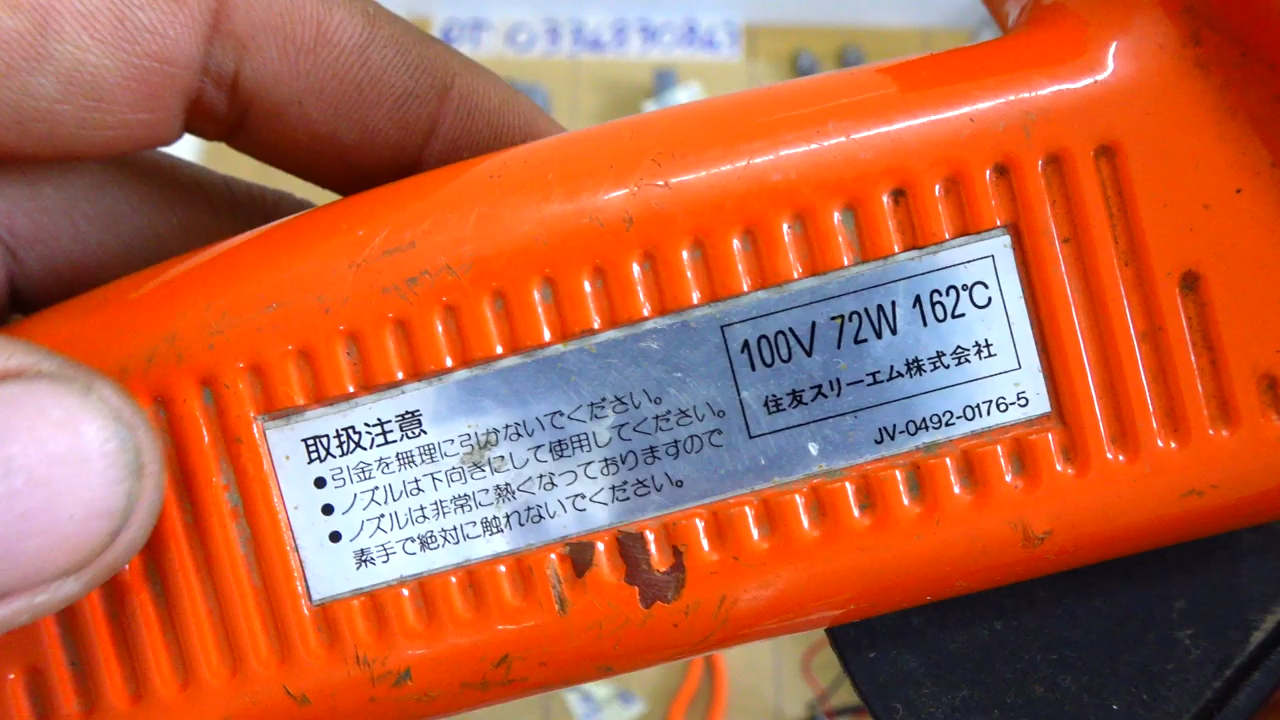 取扱注意
●引金を無理に引かないでください。
●ノズルは下向きにして使用してください。
●ノズルは非常に熱くなっておりますので
素手で絶対に触れないでください。
100V 72W 162℃
住友スリーエム株式会社
JV-0492-0176-5